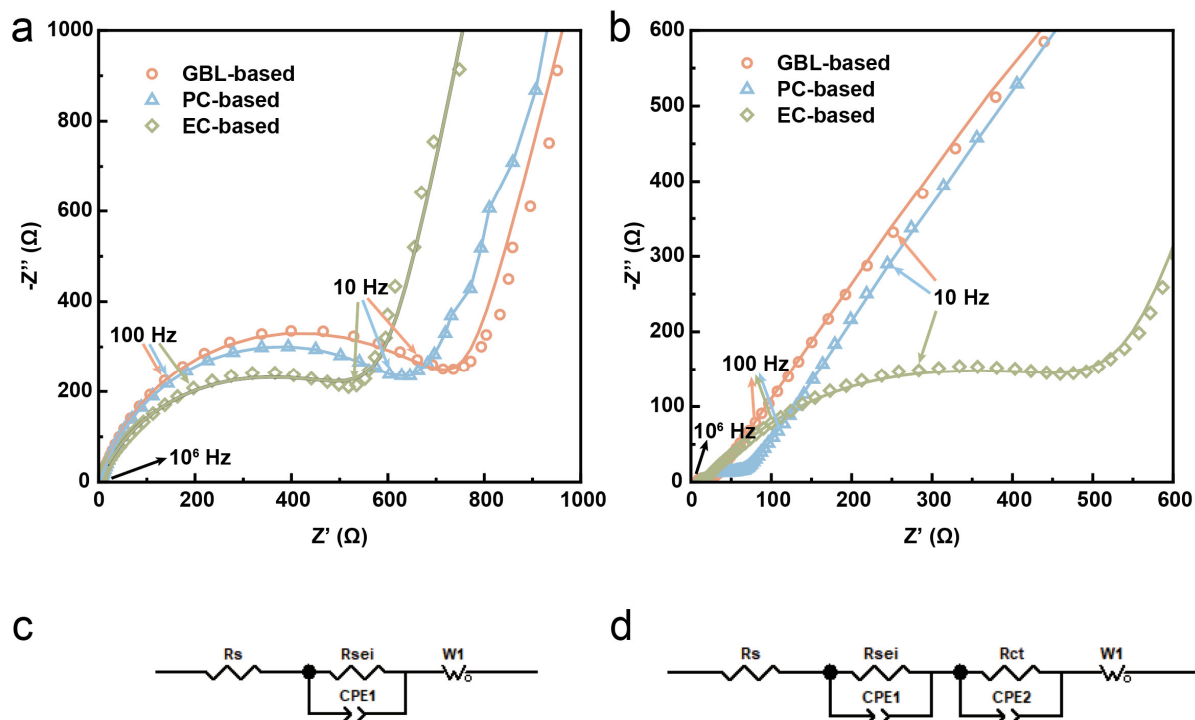 a
1000
800
600
400
200
0
-Z'' (Ω)
GBL-based
PC-based
EC-based
100 Hz
10 Hz
10⁶ Hz
0 200 400 600 800 1000
Z' (Ω)
b
600
500
400
300
200
100
0
-Z'' (Ω)
GBL-based
PC-based
EC-based
10 Hz
100 Hz
10⁶ Hz
0 100 200 300 400 500 600
Z' (Ω)
c
Rs Rsei W1
CPE1
d
Rs Rsei Rct W1
CPE1 CPE2